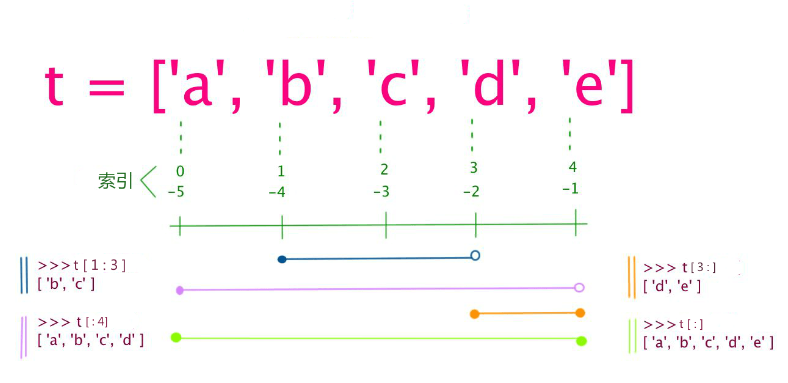 t = ['a', 'b', 'c', 'd', 'e']
索引
0 1 2 3 4
-5 -4 -3 -2 -1
>>>t[1:3]
['b', 'c']
>>> t[:4]
['a', 'b', 'c', 'd']
>>> t[3:]
['d', 'e']
>>>t[:]
['a', 'b', 'c', 'd', 'e']